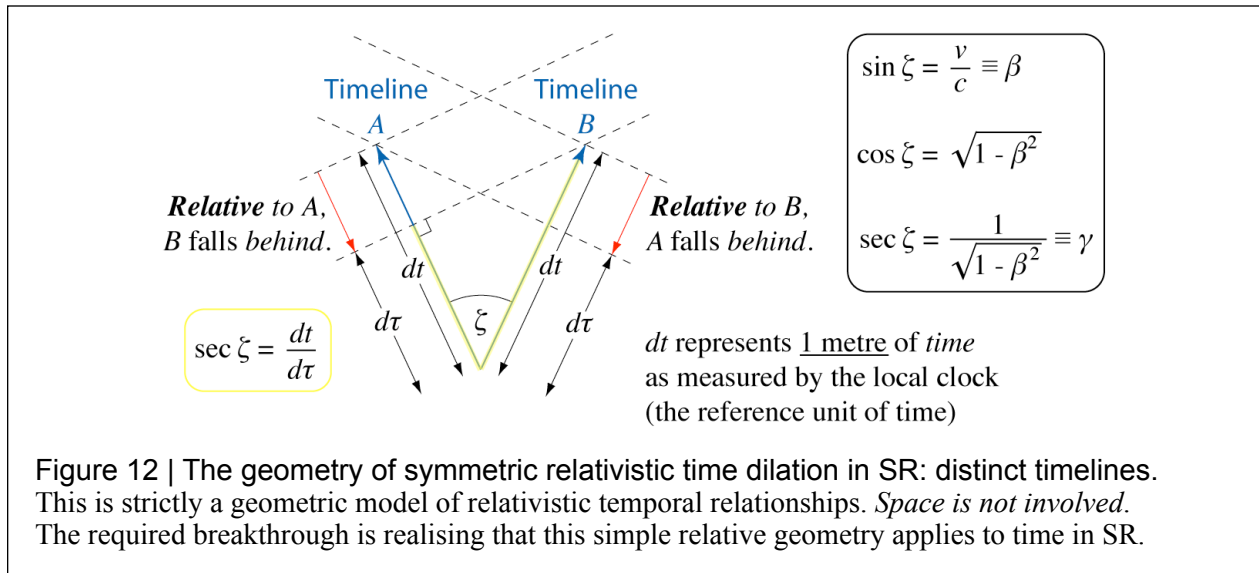 Timeline
A
Timeline
B
sin ζ = v/c ≡ β
cos ζ = √(1 - β²)
sec ζ = 1/√(1 - β²) ≡ γ
Relative to A,
B falls behind.
Relative to B,
A falls behind.
dt
dt
dτ
dτ
ζ
sec ζ = dt/dτ
dt represents 1 metre of time
as measured by the local clock
(the reference unit of time)
Figure 12 | The geometry of symmetric relativistic time dilation in SR: distinct timelines.
This is strictly a geometric model of relativistic temporal relationships. Space is not involved.
The required breakthrough is realising that this simple relative geometry applies to time in SR.